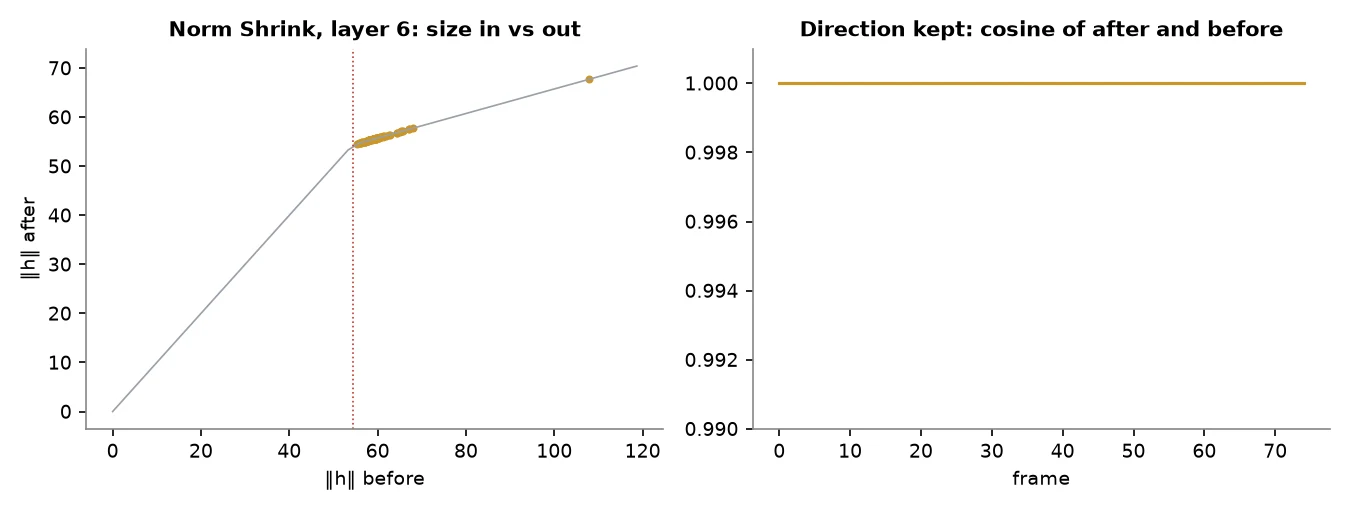 Norm Shrink, layer 6: size in vs out
70
60
50
40
30
20
10
0
‖h‖ after
0 20 40 60 80 100 120
‖h‖ before
Direction kept: cosine of after and before
1.000
0.998
0.996
0.994
0.992
0.990
0 10 20 30 40 50 60 70
frame